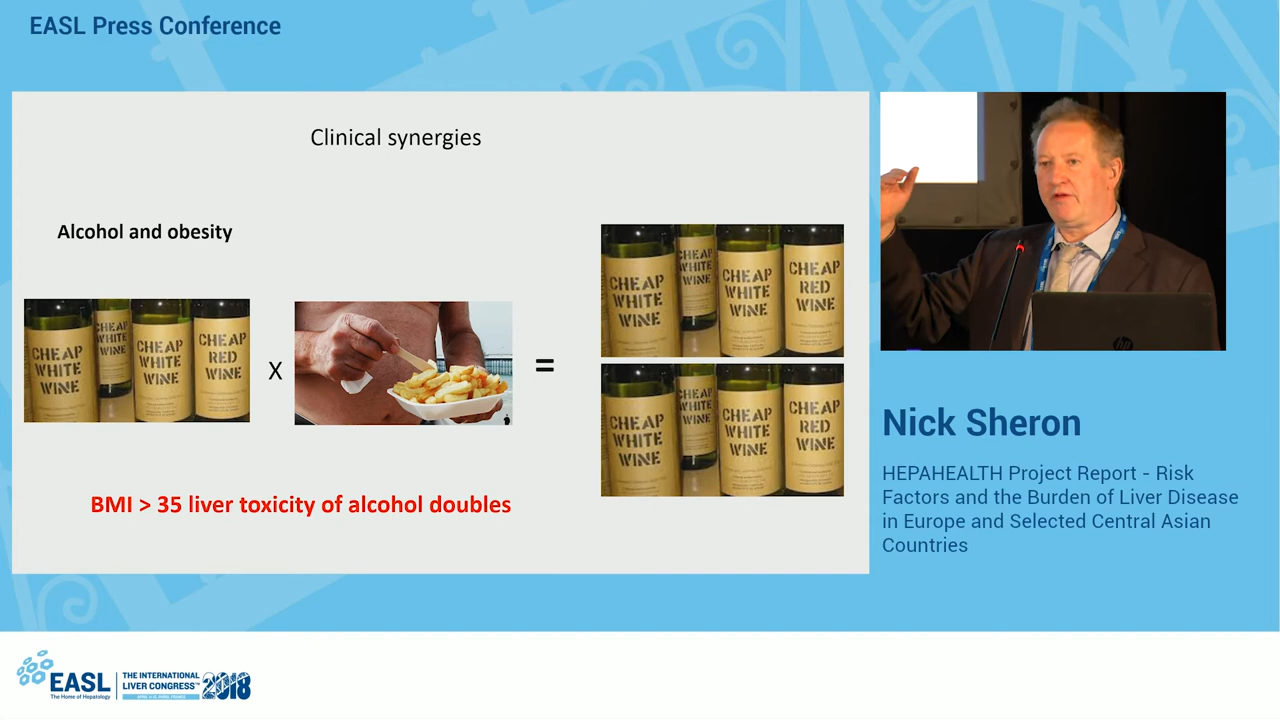 EASL Press Conference
Clinical synergies
Alcohol and obesity
CHEAP
WHITE
WINE
CHEAP
WHITE
WINE
CHEAP
WHITE
WINE
CHEAP
RED
WINE
X
=
CHEAP
WHITE
WINE
CHEAP
WHITE
WINE
CHEAP
WHITE
WINE
CHEAP
RED
WINE
CHEAP
WHITE
WINE
CHEAP
WHITE
WINE
CHEAP
WHITE
WINE
CHEAP
RED
WINE
BMI > 35 liver toxicity of alcohol doubles
hp
Nick Sheron
HEPAHEALTH Project Report - Risk
Factors and the Burden of Liver Disease
in Europe and Selected Central Asian
Countries
EASL
The Home of Hepatology
THE INTERNATIONAL
LIVER CONGRESS™
2018